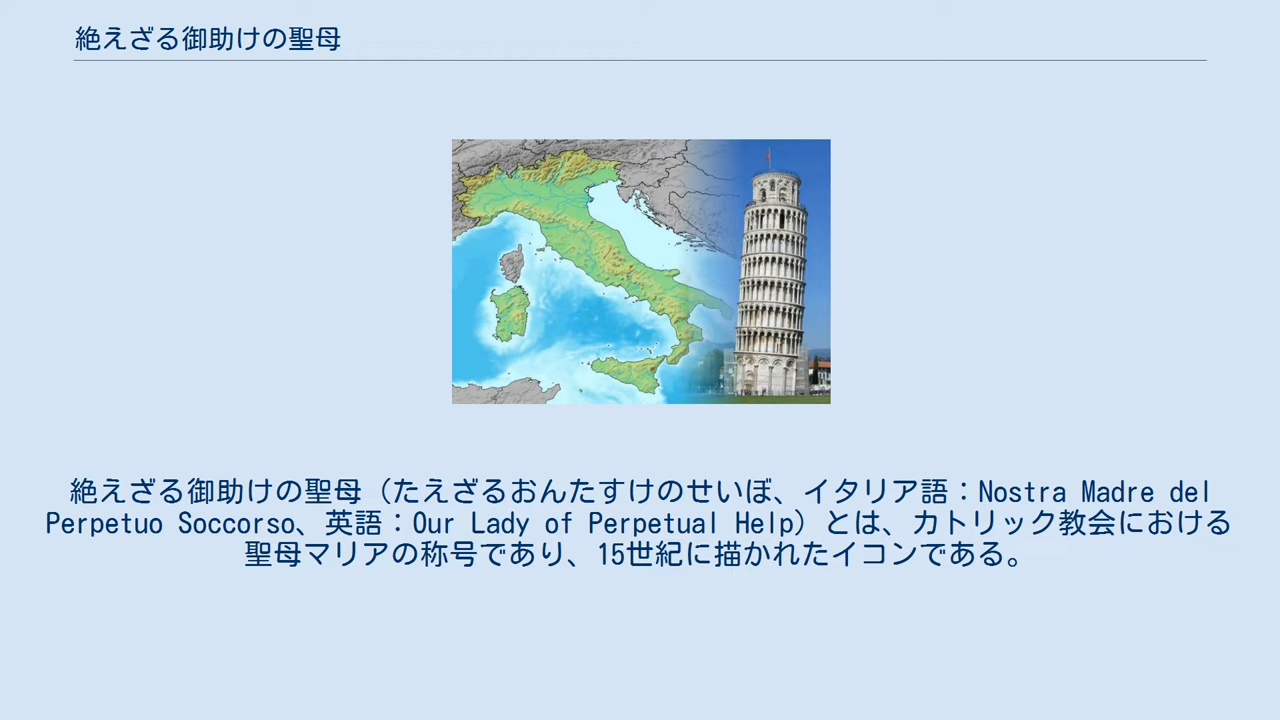 絶えざる御助けの聖母
絶えざる御助けの聖母（たえざるおんたすけのせいぼ、イタリア語：Nostra Madre del
Perpetuo Soccorso、英語：Our Lady of Perpetual Help）とは、カトリック教会における
聖母マリアの称号であり、15世紀に描かれたイコンである。